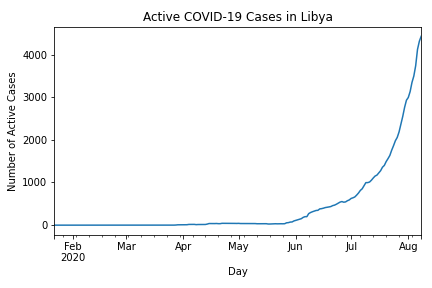 Active COVID-19 Cases in Libya
Number of Active Cases
4000
3000
2000
1000
0
Feb Mar Apr May Jun Jul Aug
2020
Day